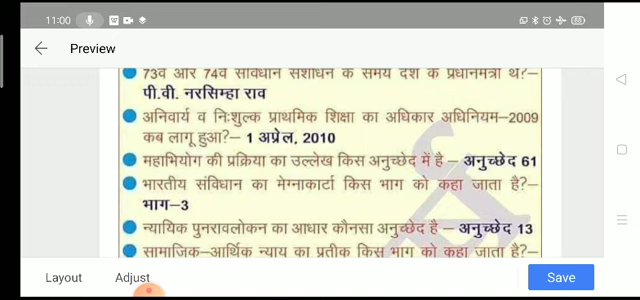 11:00
Preview
73वें और 74वें संविधान संशोधन के समय देश के प्रधानमंत्री थे?–
पी.वी. नरसिम्हा राव
अनिवार्य व निःशुल्क प्राथमिक शिक्षा का अधिकार अधिनियम–2009
कब लागू हुआ?– 1 अप्रेल, 2010
महाभियोग की प्रक्रिया का उल्लेख किस अनुच्छेद में है – अनुच्छेद 61
भारतीय संविधान का मेग्नाकार्टा किस भाग को कहा जाता है?–
भाग–3
न्यायिक पुनरावलोकन का आधार कौनसा अनुच्छेद है – अनुच्छेद 13
सामाजिक–आर्थिक न्याय का प्रतीक किस भाग को कहा जाता है?–
Layout Adjust Save